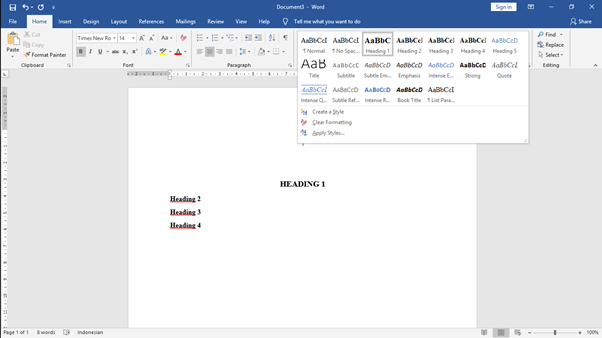 Document3 - Word
Sign in
File Home Insert Design Layout References Mailings Review View Help Tell me what you want to do Share
Paste
Cut
Copy
Format Painter
Clipboard
Times New Ro 14
Font
Paragraph
AaBbCcI AaBbCcI AaBbC AaBbCc AaBbCcI AaBbCcI AaBbCcD
¶ Normal ¶ No Spac... Heading 1 Heading 2 Heading 3 Heading 4 Heading 5
AaB AaBbCcD AaBbCcD AaBbCcD AaBbCcD AaBbCcD AaBbCcD
Title Subtitle Subtle Em... Emphasis Intense E... Strong Quote
AaBbCcI AaBbCcD AaBbCcD AaBbCcD AaBbCcI
Intense Q... Subtle Ref... Intense R... Book Title ¶ List Para...
Create a Style
Clear Formatting
Apply Styles...
Find
Replace
Select
Editing
HEADING 1
Heading 2
Heading 3
Heading 4
Page 1 of 1 8 words Indonesian 100%